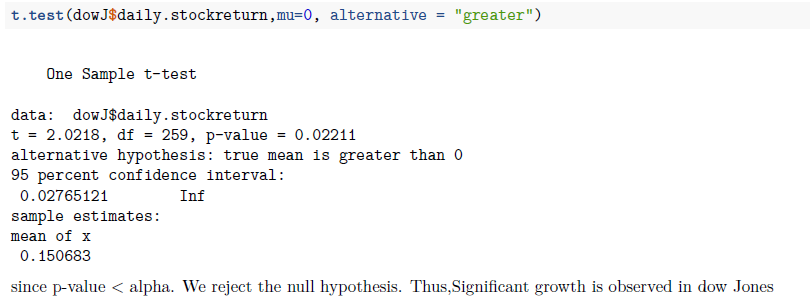 t.test(dowJ$daily.stockreturn,mu=0, alternative = "greater")
One Sample t-test
data: dowJ$daily.stockreturn
t = 2.0218, df = 259, p-value = 0.02211
alternative hypothesis: true mean is greater than 0
95 percent confidence interval:
0.02765121 Inf
sample estimates:
mean of x
0.150683
since p-value < alpha. We reject the null hypothesis. Thus,Significant growth is observed in dow Jones